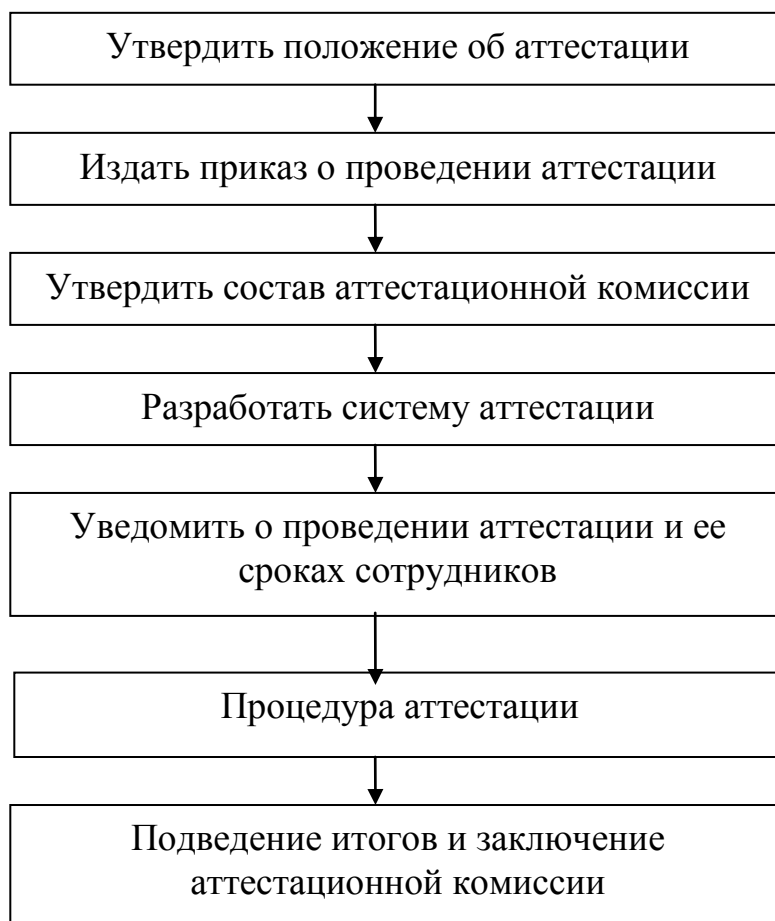 Утвердить положение об аттестации
Издать приказ о проведении аттестации
Утвердить состав аттестационной комиссии
Разработать систему аттестации
Уведомить о проведении аттестации и ее
сроках сотрудников
Процедура аттестации
Подведение итогов и заключение
аттестационной комиссии